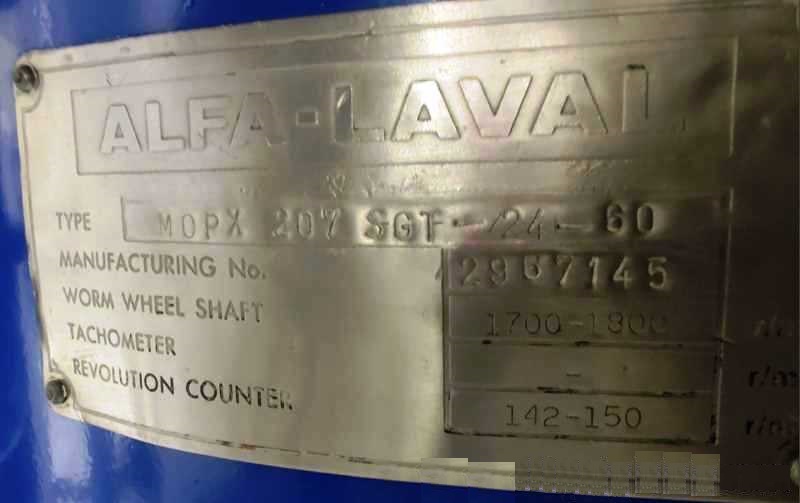 ALFA-LAVAL
TYPE MOPX 207 SGT-24-60
MANUFACTURING No. 2967145
WORM WHEEL SHAFT 1700-1800
TACHOMETER -
REVOLUTION COUNTER 142-150